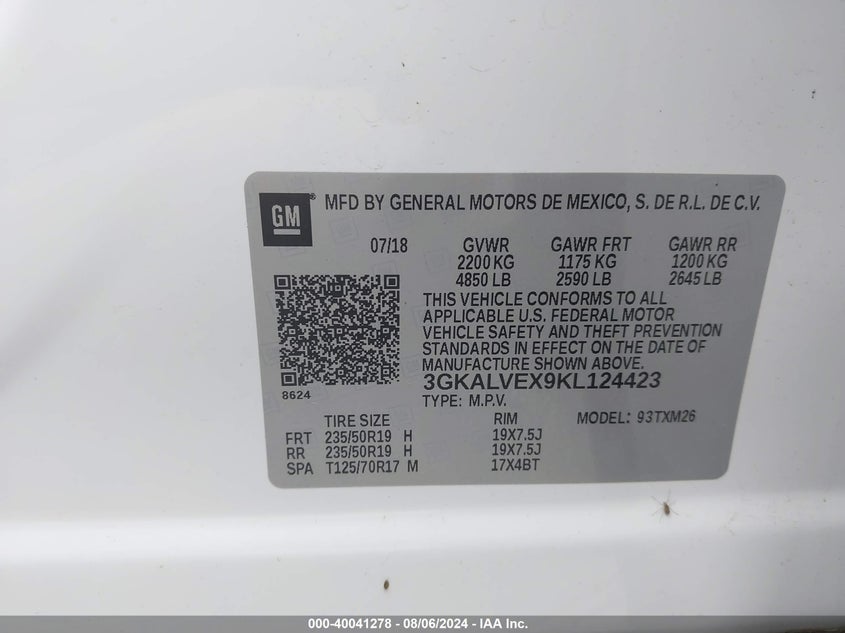 GM ® MFD BY GENERAL MOTORS DE MEXICO, S. DE R.L. DE C.V.
07/18 GVWR GAWR FRT GAWR RR
2200 KG 1175 KG 1200 KG
4850 LB 2590 LB 2645 LB
THIS VEHICLE CONFORMS TO ALL
APPLICABLE U.S. FEDERAL MOTOR
VEHICLE SAFETY AND THEFT PREVENTION
STANDARDS IN EFFECT ON THE DATE OF
MANUFACTURE SHOWN ABOVE.
3GKALVEX9KL124423
8624
TYPE: M.P.V.
TIRE SIZE RIM MODEL: 93TXM26
FRT 235/50R19 H 19X7.5J
RR 235/50R19 H 19X7.5J
SPA T125/70R17 M 17X4BT
000-40041278 - 08/06/2024 - IAA Inc.